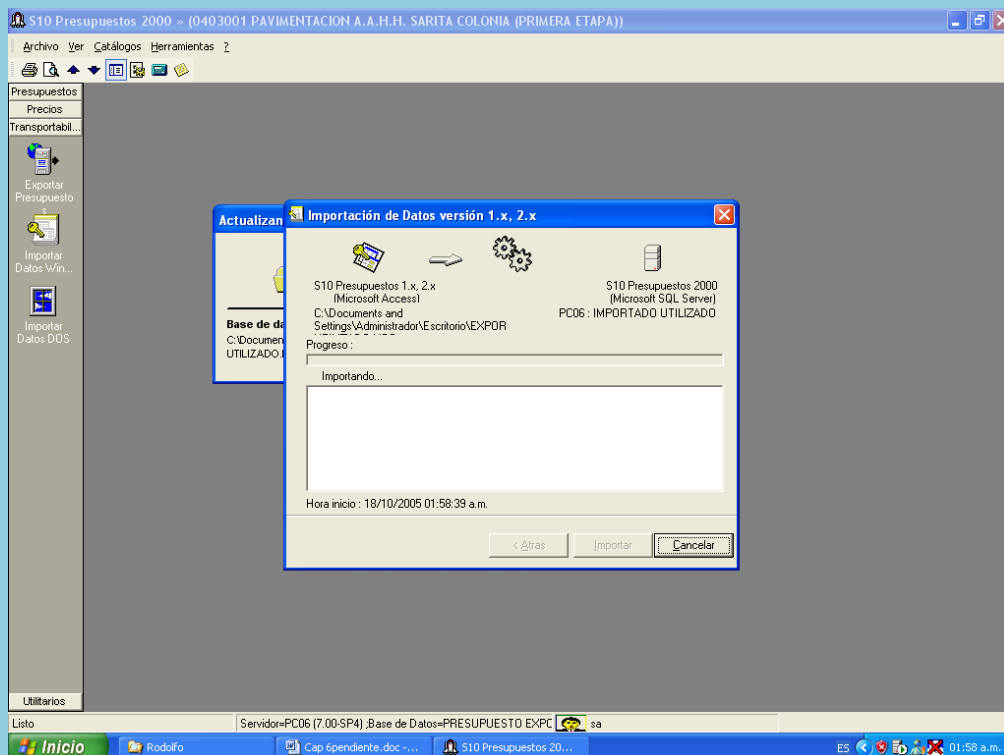 S10 Presupuestos 2000 » (0403001 PAVIMENTACION A.A.H.H. SARITA COLONIA (PRIMERA ETAPA))
Archivo Ver Catálogos Herramientas ?
Presupuestos
Precios
Transportabil...
Exportar
Presupuesto
s
Importar
Datos Win...
Importar
Datos DOS
Utilitarios
Actualizan
Base de da
C:\Documen
UTILIZADO.
Importación de Datos versión 1.x, 2.x
S10 Presupuestos 1.x, 2.x
(Microsoft Access)
C:\Documents and
Settings\Administrador\Escritorio\EXPOR
S10 Presupuestos 2000
(Microsoft SQL Server)
PC06 : IMPORTADO UTILIZADO
Progreso :
Importando...
Hora inicio : 18/10/2005 01:58:39 a.m.
< Atras
Importar
Cancelar
Listo
Servidor=PC06 (7.00-SP4) ;Base de Datos=PRESUPUESTO EXPO
sa
Inicio
Rodolfo
Cap 6pendiente.doc -...
S10 Presupuestos 20...
ES
01:58 a.m.